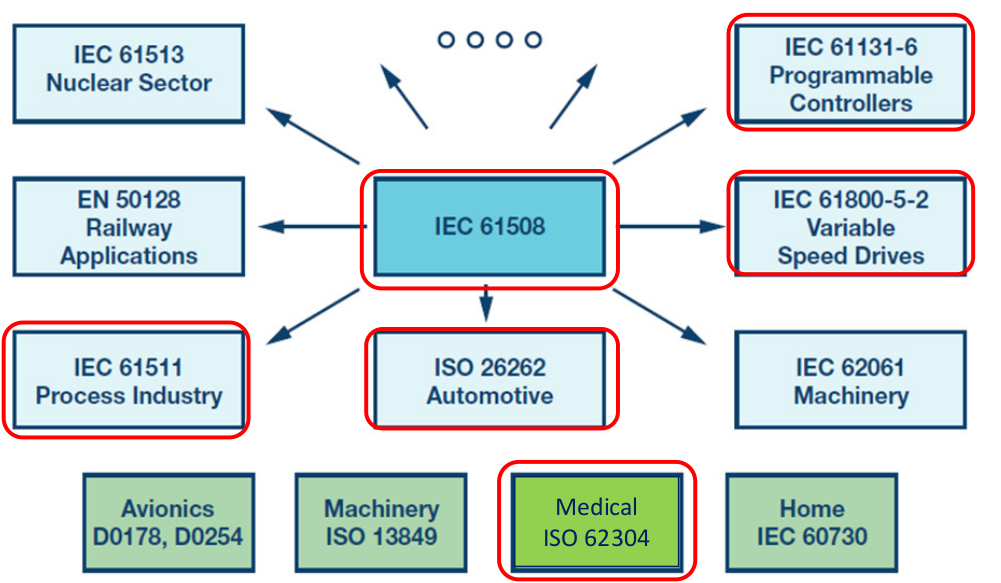 IEC 61513
Nuclear Sector
IEC 61131-6
Programmable
Controllers
EN 50128
Railway
Applications
IEC 61508
IEC 61800-5-2
Variable
Speed Drives
IEC 61511
Process Industry
ISO 26262
Automotive
IEC 62061
Machinery
Avionics
D0178, D0254
Machinery
ISO 13849
Medical
ISO 62304
Home
IEC 60730